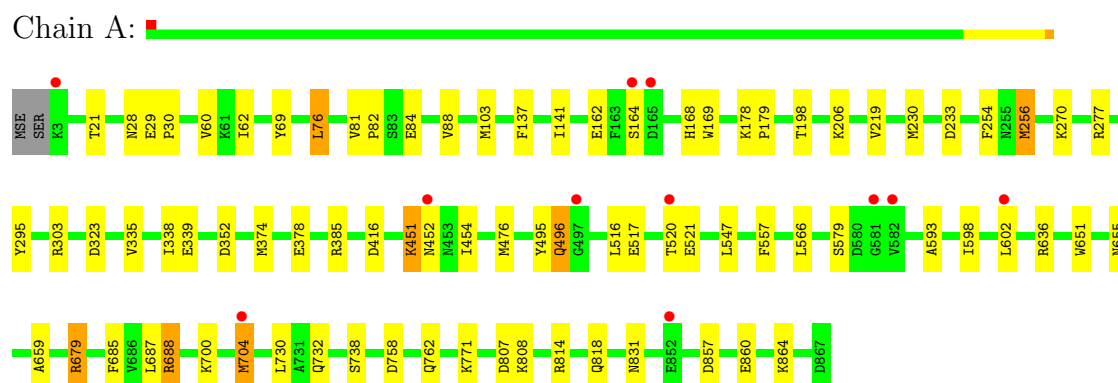 Chain A:
MSE SER K3 T21 N28 E29 P30 V60 K61 I62 Y69 L76 V81 P82 S83 E84 V88 M103 F137 I141 E162 F163 S164 D165 H168 W169 K178 P179 T198 K206 V219 M230 D233 F254 N255 M256 K270 R277
Y295 R303 D323 V335 I338 E339 D352 M374 E378 R385 D416 K451 N452 N453 I454 M476 Y495 Q496 G497 L516 E517 T520 E521 L547 F557 L566 S579 D580 G581 V582 A593 I598 L602 R636 W651
A659 R679 F685 V686 L687 R688 K700 M704 L730 A731 Q732 S738 D758 Q762 K771 D807 K808 R814 Q818 N831 E852 D857 E860 K864 D867